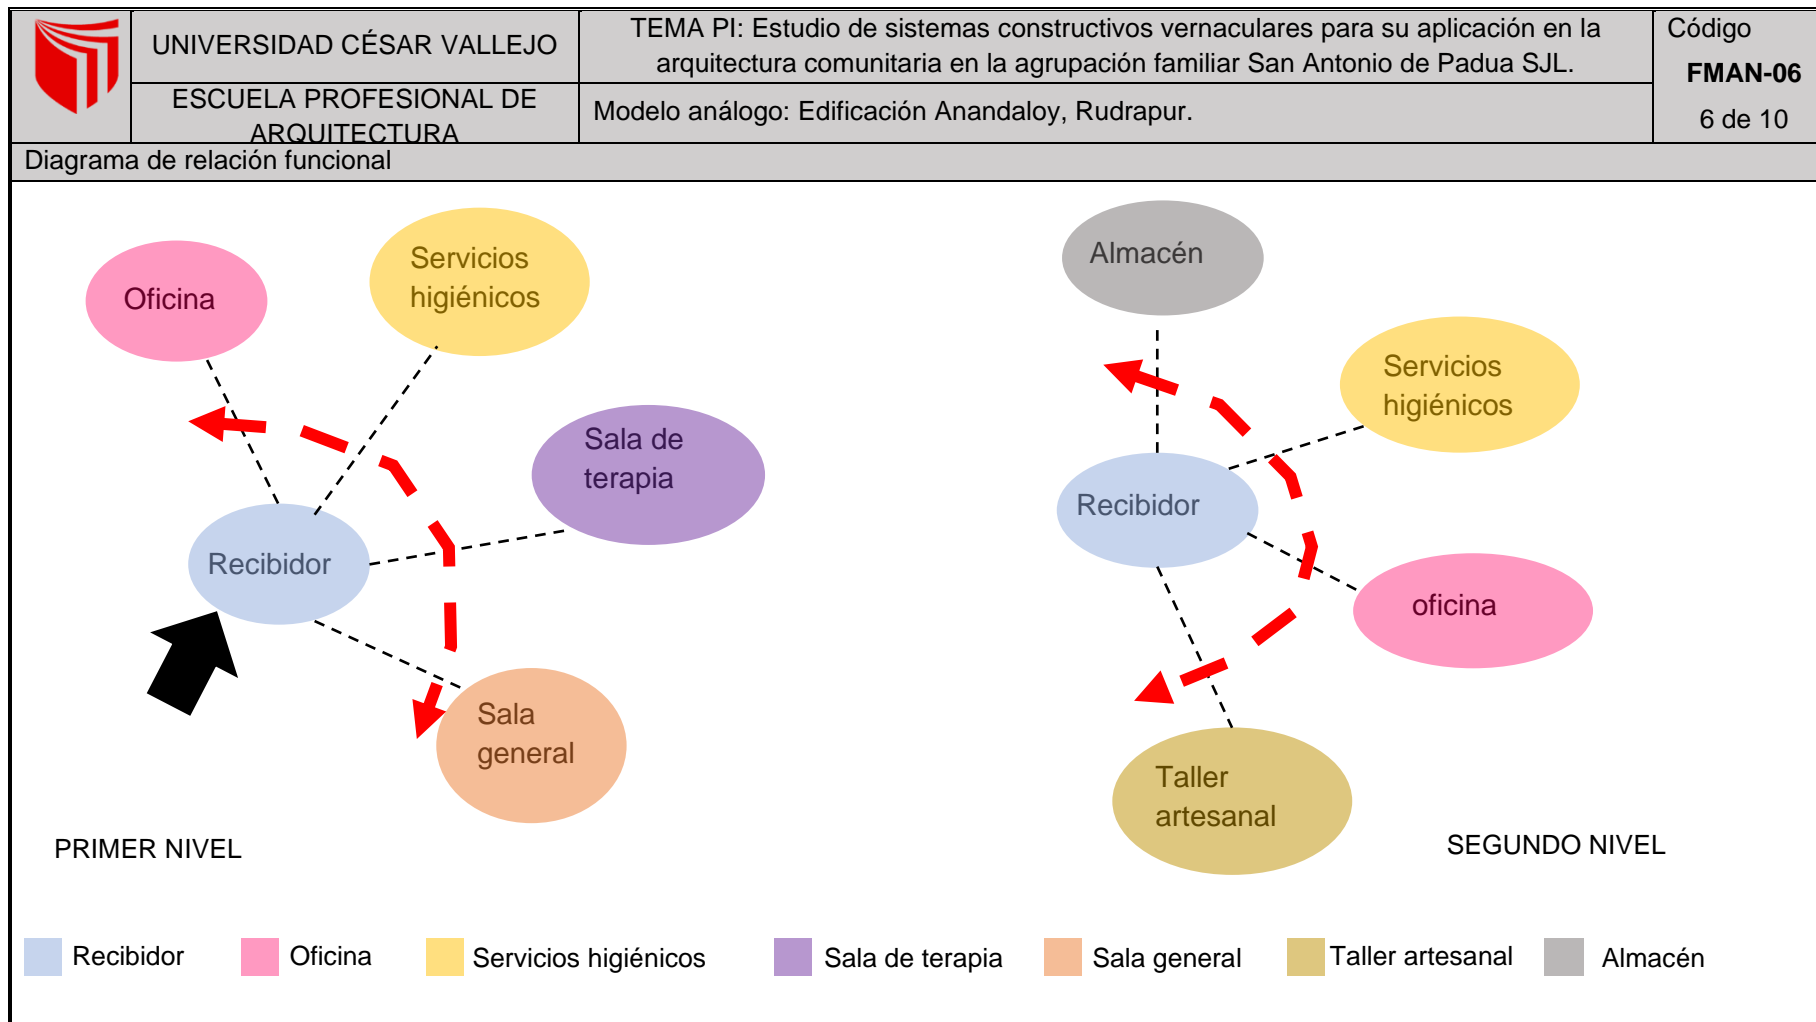 UNIVERSIDAD CÉSAR VALLEJO
ESCUELA PROFESIONAL DE
ARQUITECTURA
TEMA PI: Estudio de sistemas constructivos vernaculares para su aplicación en la
arquitectura comunitaria en la agrupación familiar San Antonio de Padua SJL.
Modelo análogo: Edificación Anandaloy, Rudrapur.
Código
FMAN-06
6 de 10
Diagrama de relación funcional
Oficina
Servicios
higiénicos
Sala de
terapia
Recibidor
Sala
general
PRIMER NIVEL
Almacén
Servicios
higiénicos
Recibidor
oficina
Taller
artesanal
SEGUNDO NIVEL
Recibidor
Oficina
Servicios higiénicos
Sala de terapia
Sala general
Taller artesanal
Almacén